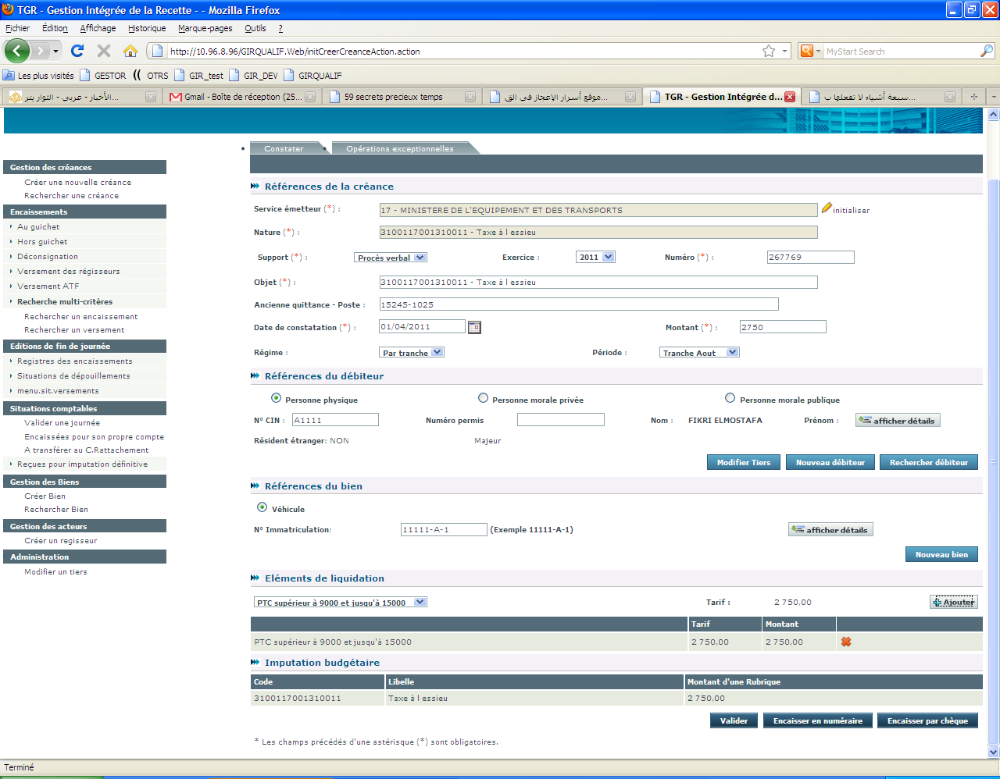 TGR - Gestion Intégrée de la Recette - - Mozilla Firefox
Fichier Édition Affichage Historique Marque-pages Outils ?
http://10.96.8.96/GIRQUALIF.Web/initCreerCreanceAction.action
MyStart Search
Les plus visités GESTOR OTRS GIR_test GIR_DEV GIRQUALIF
الأخبار - عربي - الثوار يتر...
Gmail - Boîte de réception (25...
59 secrets precieux temps
موقع أسرار الإعجاز في الق...
TGR - Gestion Intégrée d...
سبعة أشياء لا تفعلها ب...
Constater
Opérations exceptionnelles
Gestion des créances
Créer une nouvelle créance
Rechercher une créance
Encaissements
Au guichet
Hors guichet
Déconsignation
Versement des régisseurs
Versement ATF
Recherche multi-critères
Rechercher un encaissement
Rechercher un versement
Editions de fin de journée
Registres des encaissements
Situations de dépouillements
menu.sit.versements
Situations comptables
Valider une journée
Encaissées pour son propre compte
A transférer au C.Rattachement
Reçues pour imputation définitive
Gestion des Biens
Créer Bien
Rechercher Bien
Gestion des acteurs
Créer un regisseur
Administration
Modifier un tiers
Références de la créance
Service émetteur (*) : 17 - MINISTERE DE L'EQUIPEMENT ET DES TRANSPORTS initialiser
Nature (*) : 3100117001310011 - Taxe à l essieu
Support (*) : Procès verbal Exercice : 2011 Numéro (*) : 267769
Objet (*) : 3100117001310011 - Taxe à l essieu
Ancienne quittance - Poste : 15245-1025
Date de constatation (*) : 01/04/2011 Montant (*) : 2750
Régime : Par tranche Période : Tranche Aout
Références du débiteur
Personne physique Personne morale privée Personne morale publique
N° CIN : A1111 Numéro permis Nom : FIKRI ELMOSTAFA Prénom : afficher détails
Résident étranger: NON Majeur
Modifier Tiers Nouveau débiteur Rechercher débiteur
Références du bien
Véhicule
N° Immatriculation: 11111-A-1 (Exemple 11111-A-1) afficher détails
Nouveau bien
Eléments de liquidation
PTC supérieur à 9000 et jusqu'à 15000 Tarif : 2 750,00 Ajouter
Tarif Montant
PTC supérieur à 9000 et jusqu'à 15000 2 750,00 2 750,00
Imputation budgétaire
Code Libelle Montant d'une Rubrique
3100117001310011 Taxe à l essieu 2 750,00
Valider Encaisser en numéraire Encaisser par chèque
* Les champs précédés d'une astérisque (*) sont obligatoires.
Terminé